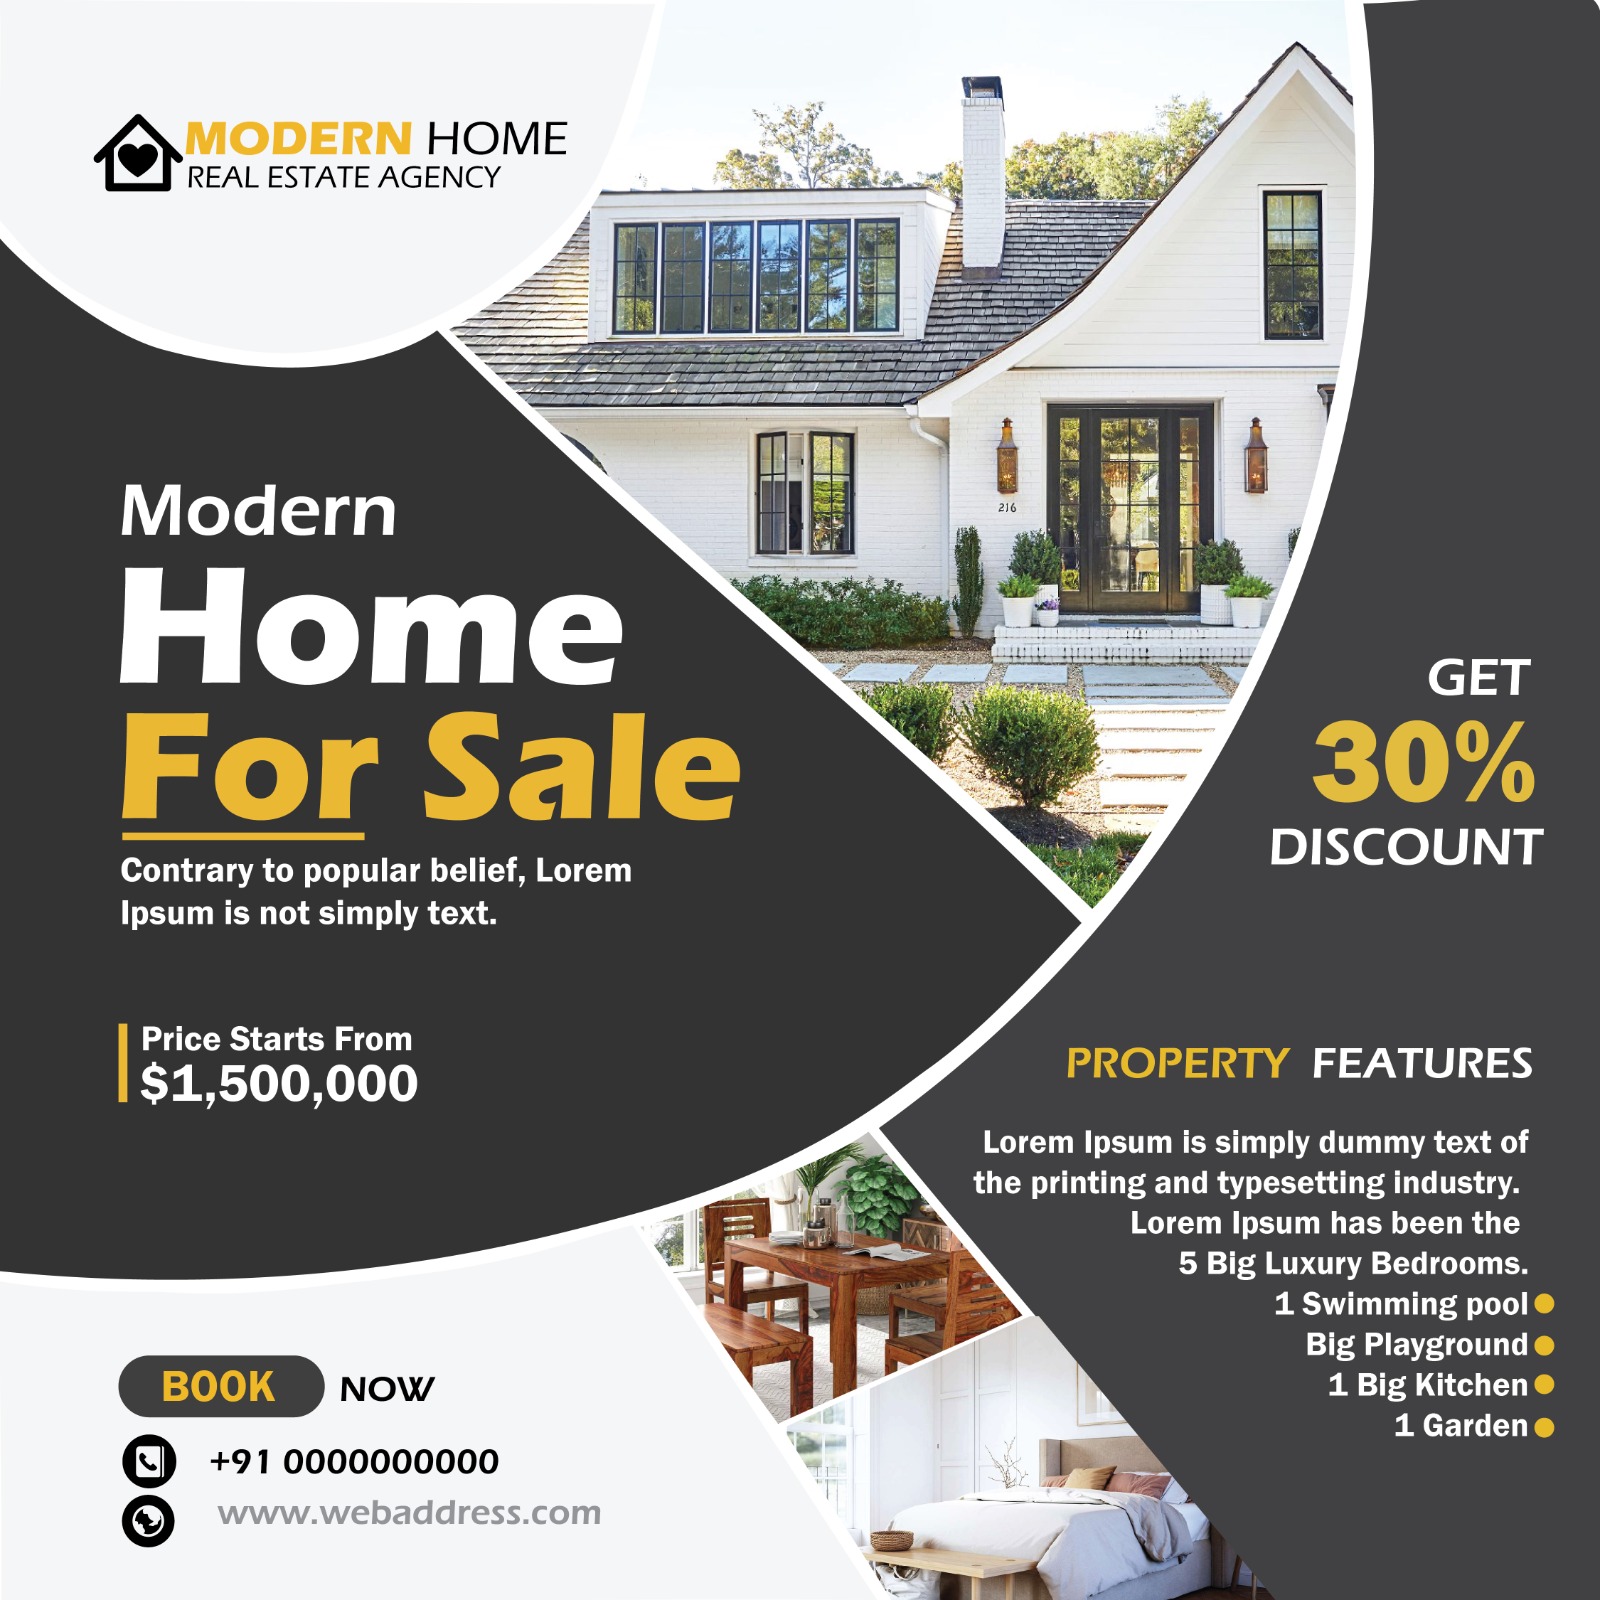 MODERN HOME
REAL ESTATE AGENCY
216
Modern
Home
For Sale
Contrary to popular belief, Lorem
Ipsum is not simply text.
Price Starts From
$1,500,000
GET
30%
DISCOUNT
PROPERTY FEATURES
Lorem Ipsum is simply dummy text of
the printing and typesetting industry.
Lorem Ipsum has been the
5 Big Luxury Bedrooms.
1 Swimming pool
Big Playground
1 Big Kitchen
1 Garden
BOOK NOW
+91 0000000000
www.webaddress.com